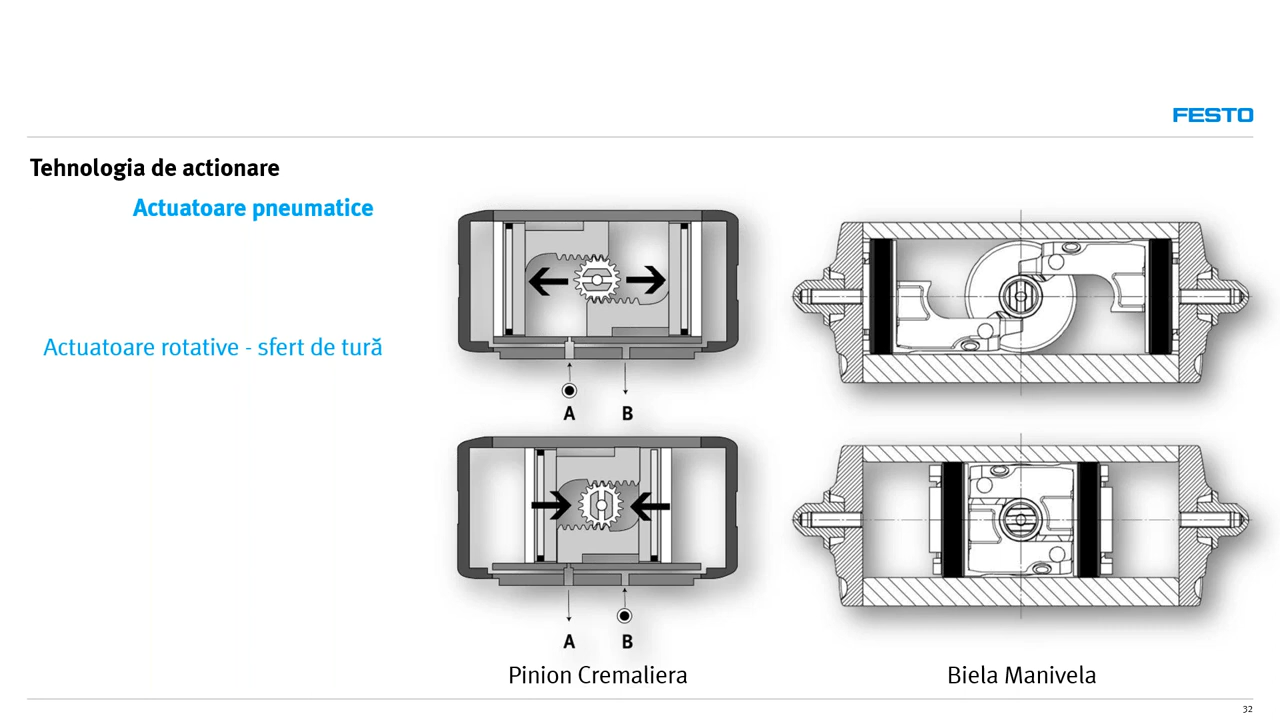 FESTO
Tehnologia de actionare
Actuatoare pneumatice
Actuatoare rotative - sfert de tură
A B
A B
Pinion Cremaliera
Biela Manivela
32